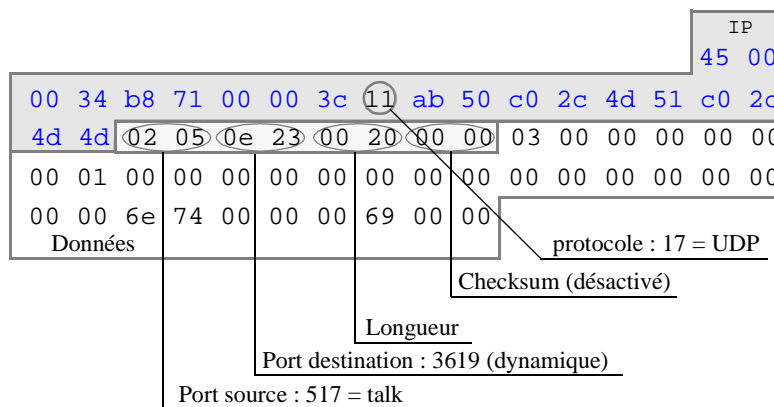 IP
45 00
00 34 b8 71 00 00 3c 11 ab 50 c0 2c 4d 51 c0 2c
4d 4d 02 05 0e 23 00 20 00 00 03 00 00 00 00 00
00 01 00 00 00 00 00 00 00 00 00 00 00 00 00 00
00 00 6e 74 00 00 00 69 00 00
Données
protocole : 17 = UDP
Checksum (désactivé)
Longueur
Port destination : 3619 (dynamique)
Port source : 517 = talk